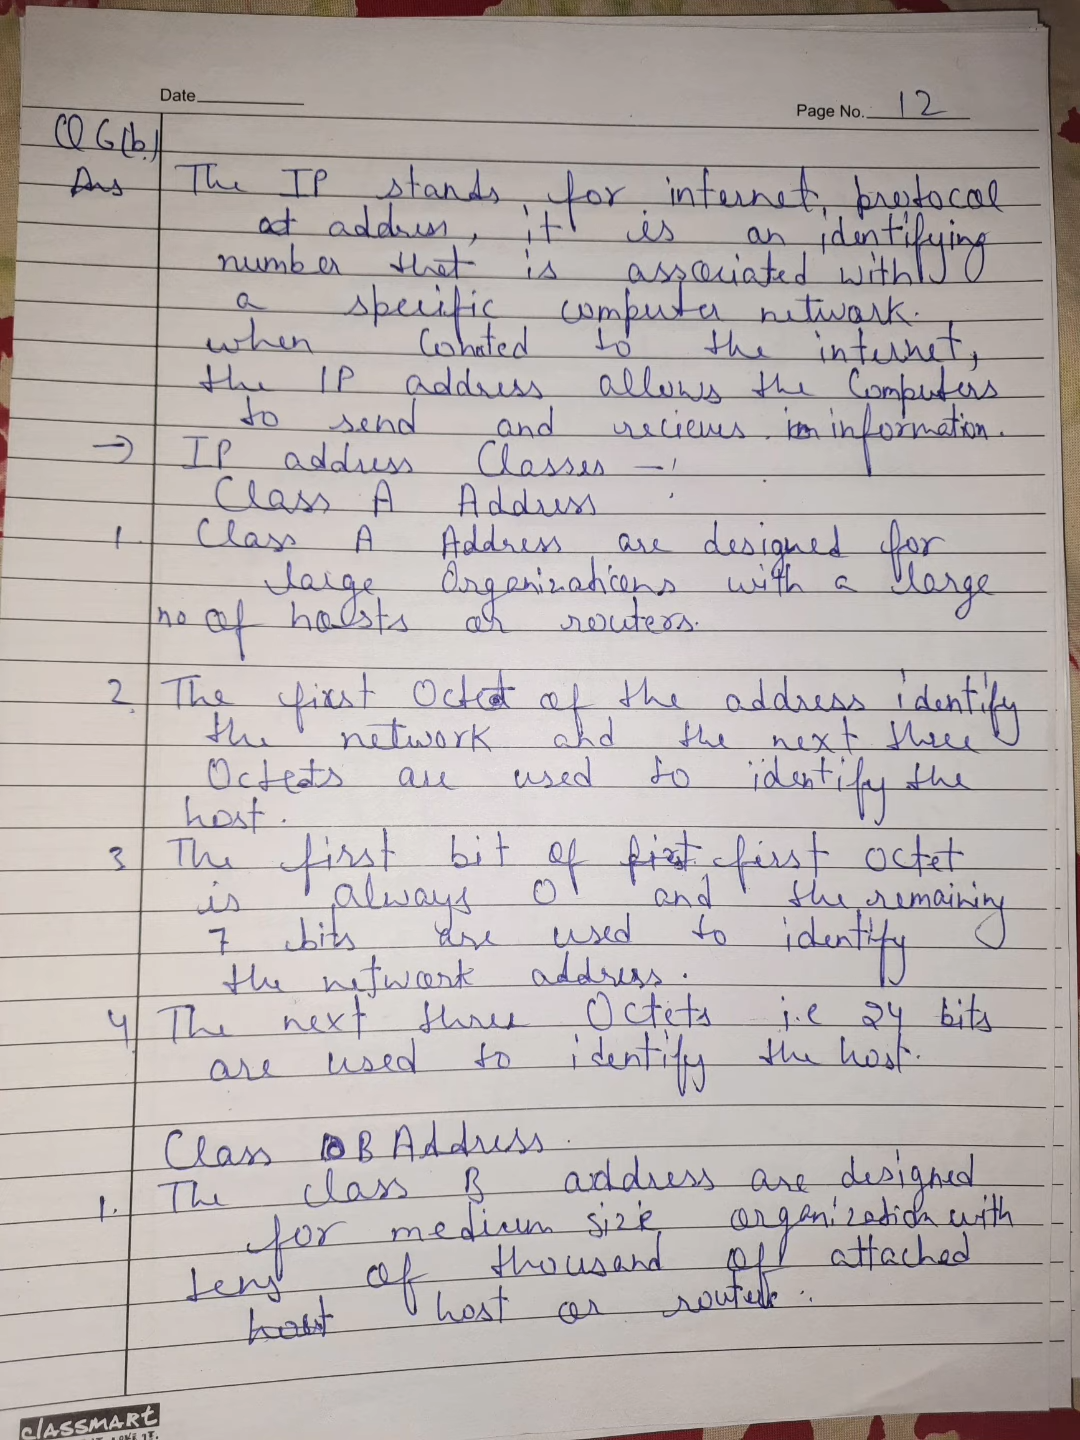 Date
Page No. 12
Q 6(b)
Ans The IP stands for internet protocal
at address, it is an identifying
number that is associated with
a specific computer network.
when Conated to the internet,
the IP address allows the Computers
to send and recieves information.
→ IP address Classes —:
Class A Address
1. Class A Address are designed for
large Organizations with a large
no of hosts or routers.
2. The first Octet of the address identify
the network and the next three
Octets are used to identify the
host.
3 The first bit of first first octet
is always 0 and the remaining
7 bits are used to identify
the network address.
4 The next three Octets i.e 24 bits
are used to identify the host.
Class B Address.
1. The class B address are designed
for medium size organization with
tens of thousand of attached
host host or router.
CLASSMART